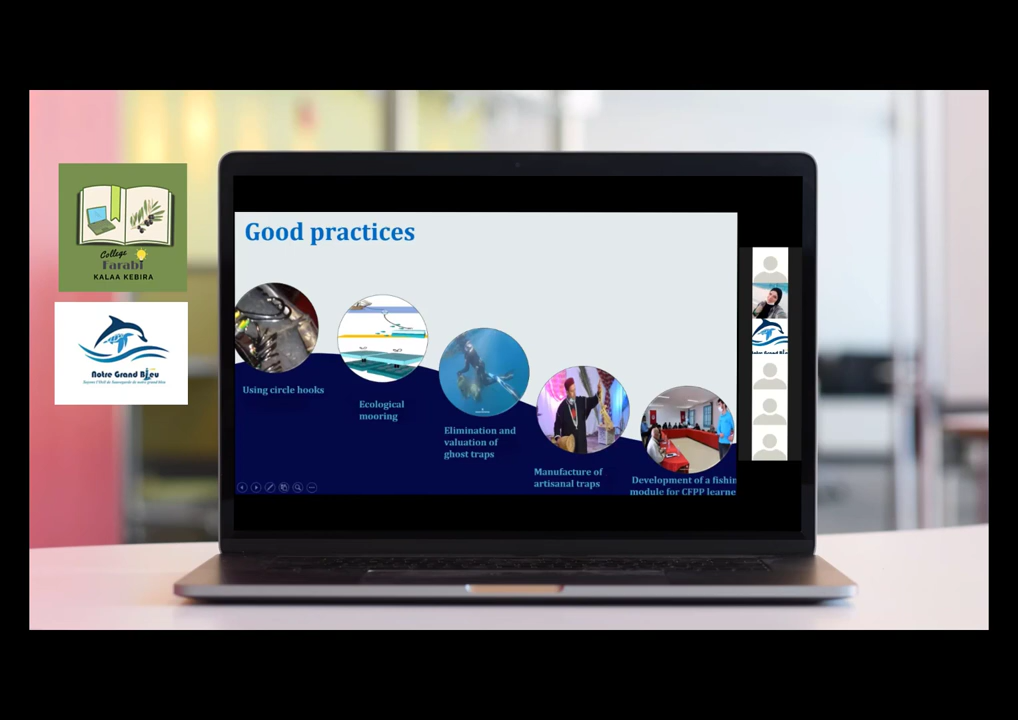 College
Farabi
KALAA KEBIRA
Notre Grand Bleu
Good practices
Using circle hooks
Ecological
mooring
Elimination and
valuation of
ghost traps
Manufacture of
artisanal traps
Development of a fishin
module for CFPP learne